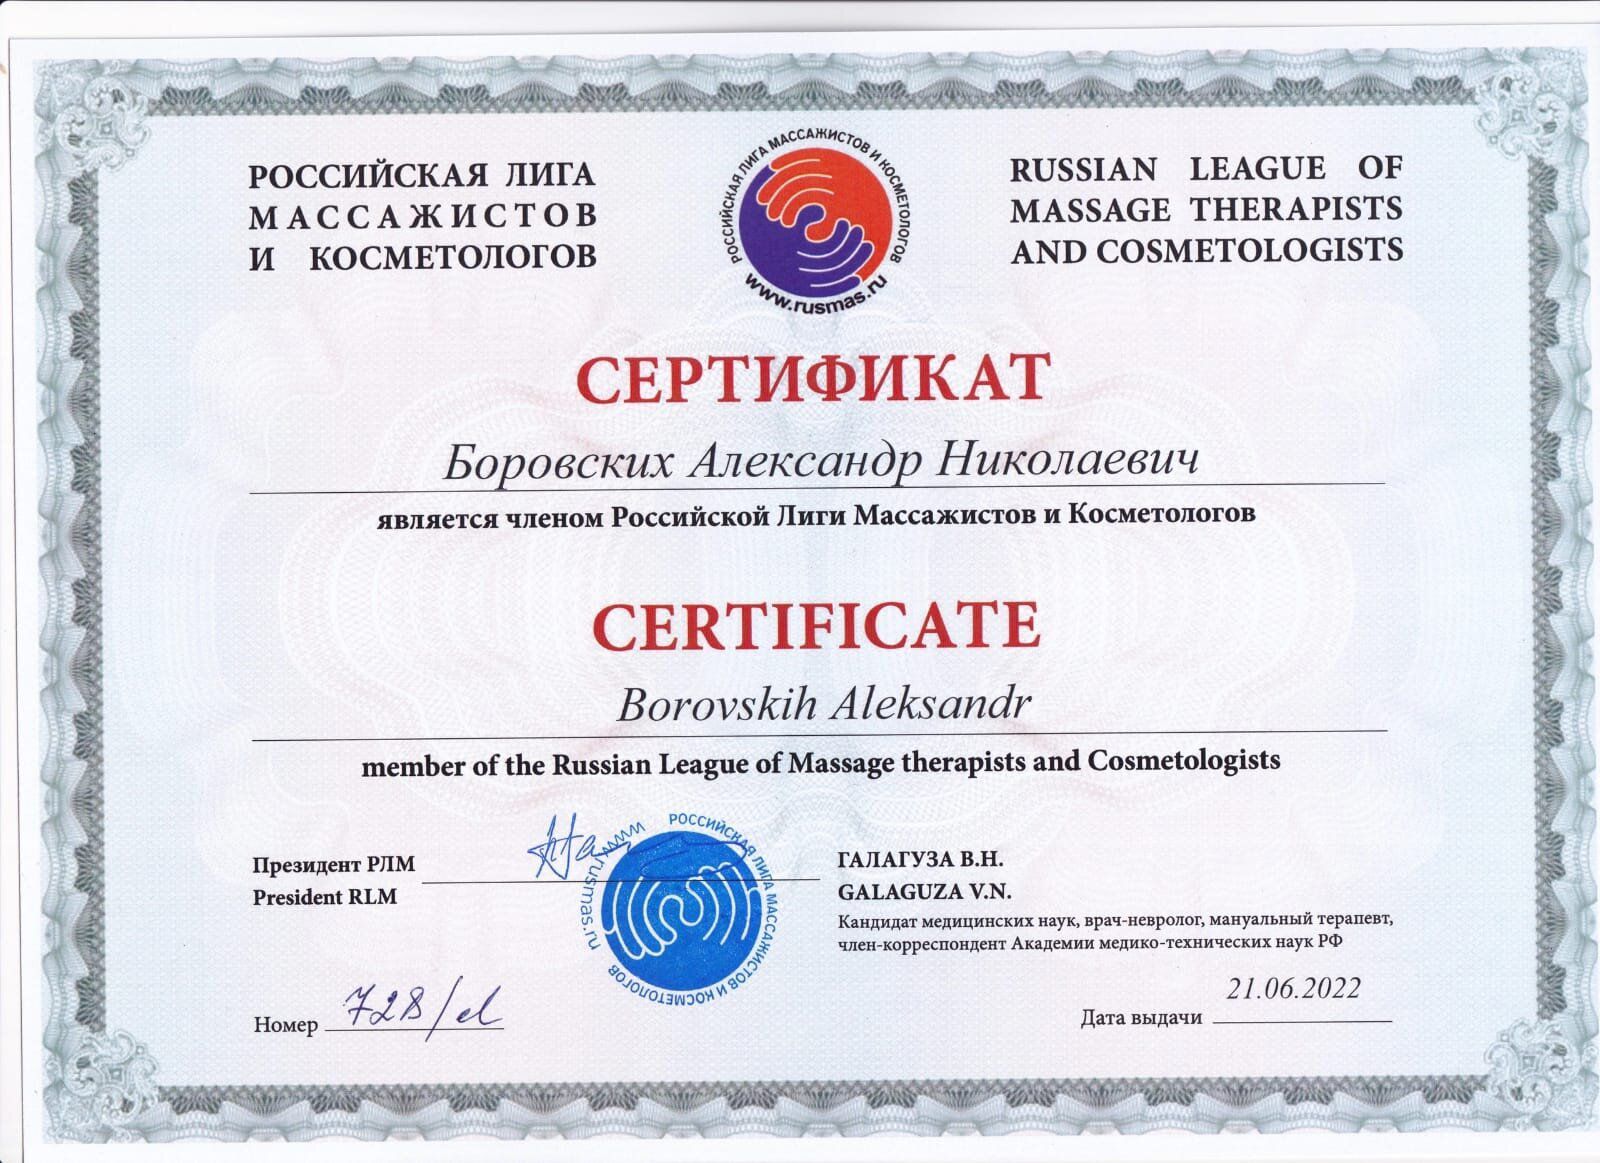 РОССИЙСКАЯ ЛИГА
МАССАЖИСТОВ
И КОСМЕТОЛОГОВ
РОССИЙСКАЯ ЛИГА МАССАЖИСТОВ И КОСМЕТОЛОГОВ
www.rusmas.ru
RUSSIAN LEAGUE OF
MASSAGE THERAPISTS
AND COSMETOLOGISTS
СЕРТИФИКАТ
Боровских Александр Николаевич
является членом Российской Лиги Массажистов и Косметологов
CERTIFICATE
Borovskih Aleksandr
member of the Russian League of Massage therapists and Cosmetologists
Президент РЛМ
President RLM
РОССИЙСКАЯ ЛИГА МАССАЖИСТОВ И КОСМЕТОЛОГОВ
www.rusmas.ru
ГАЛАГУЗА В.Н.
GALAGUZA V.N.
Кандидат медицинских наук, врач-невролог, мануальный терапевт,
член-корреспондент Академии медико-технических наук РФ
Номер 728/
21.06.2022
Дата выдачи